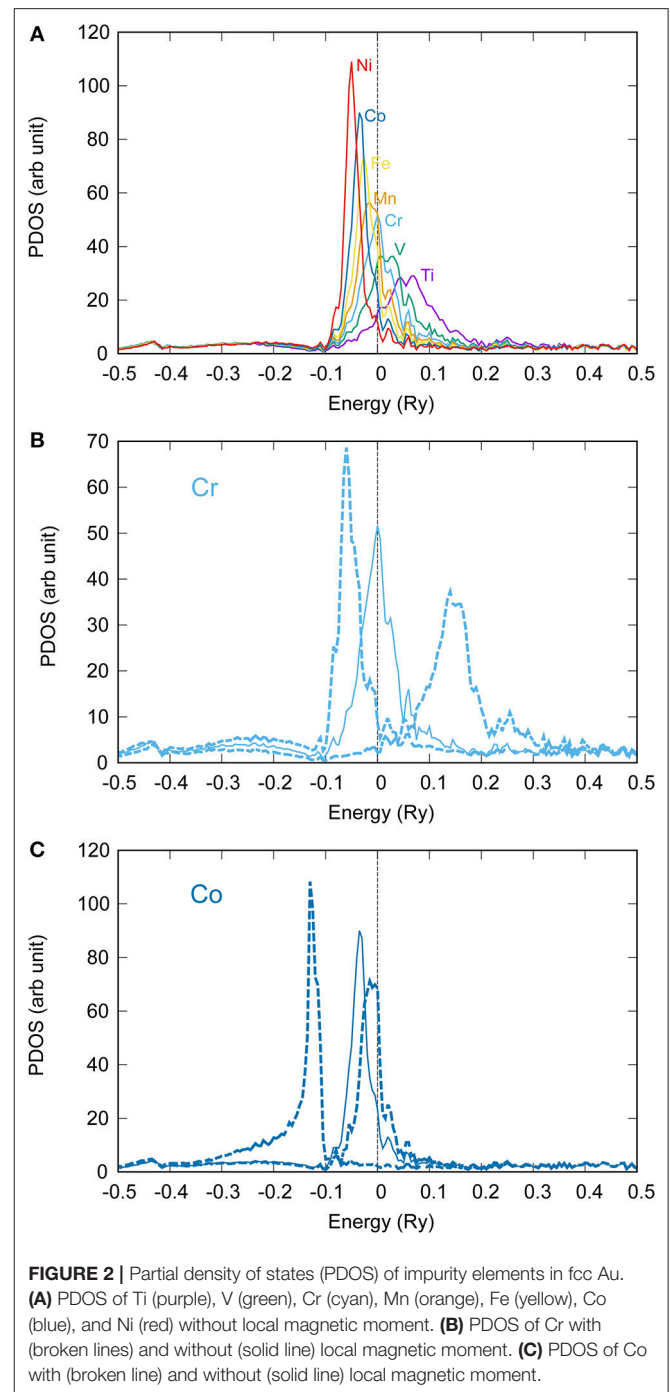 A
120
100
80
60
40
20
0
PDOS (arb unit)
Ni
Co
Fe
Mn
Cr
V
Ti
-0.5 -0.4 -0.3 -0.2 -0.1 0 0.1 0.2 0.3 0.4 0.5
Energy (Ry)
B
70
60
50
40
30
20
10
0
PDOS (arb unit)
Cr
-0.5 -0.4 -0.3 -0.2 -0.1 0 0.1 0.2 0.3 0.4 0.5
Energy (Ry)
C
120
100
80
60
40
20
0
PDOS (arb unit)
Co
-0.5 -0.4 -0.3 -0.2 -0.1 0 0.1 0.2 0.3 0.4 0.5
Energy (Ry)
FIGURE 2 | Partial density of states (PDOS) of impurity elements in fcc Au.
(A) PDOS of Ti (purple), V (green), Cr (cyan), Mn (orange), Fe (yellow), Co
(blue), and Ni (red) without local magnetic moment. (B) PDOS of Cr with
(broken lines) and without (solid line) local magnetic moment. (C) PDOS of Co
with (broken line) and without (solid line) local magnetic moment.